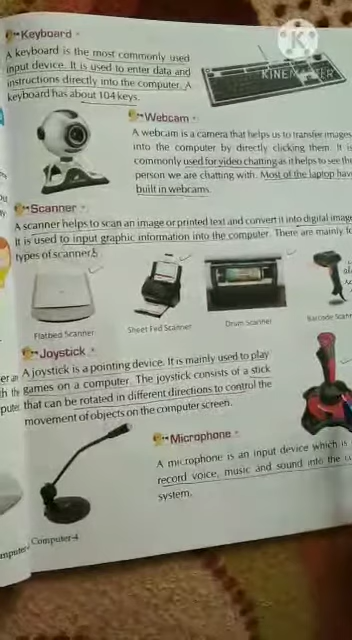 Keyboard
A keyboard is the most commonly used
input device. It is used to enter data and
instructions directly into the computer. A
keyboard has about 104 keys.
KINEMASTER
Webcam
A webcam is a camera that helps us to transfer images
into the computer by directly clicking them. It is
commonly used for video chatting as it helps to see the
person we are chatting with. Most of the laptop have
built in webcams.
Scanner
A scanner helps to scan an image or printed text and convert it into digital image
It is used to input graphic information into the computer. There are mainly
types of scanners
Flatbed Scanner
Sheet Fed Scanner
Drum Scanner
Barcode
Joystick
A joystick is a pointing device. It is mainly used to play
games on a computer. The joystick consists of a stick
that can be rotated in different directions to control the
movement of objects on the computer screen.
Microphone
A microphone is an input device which is
record voice, music and sound into the
system.
Computer-4